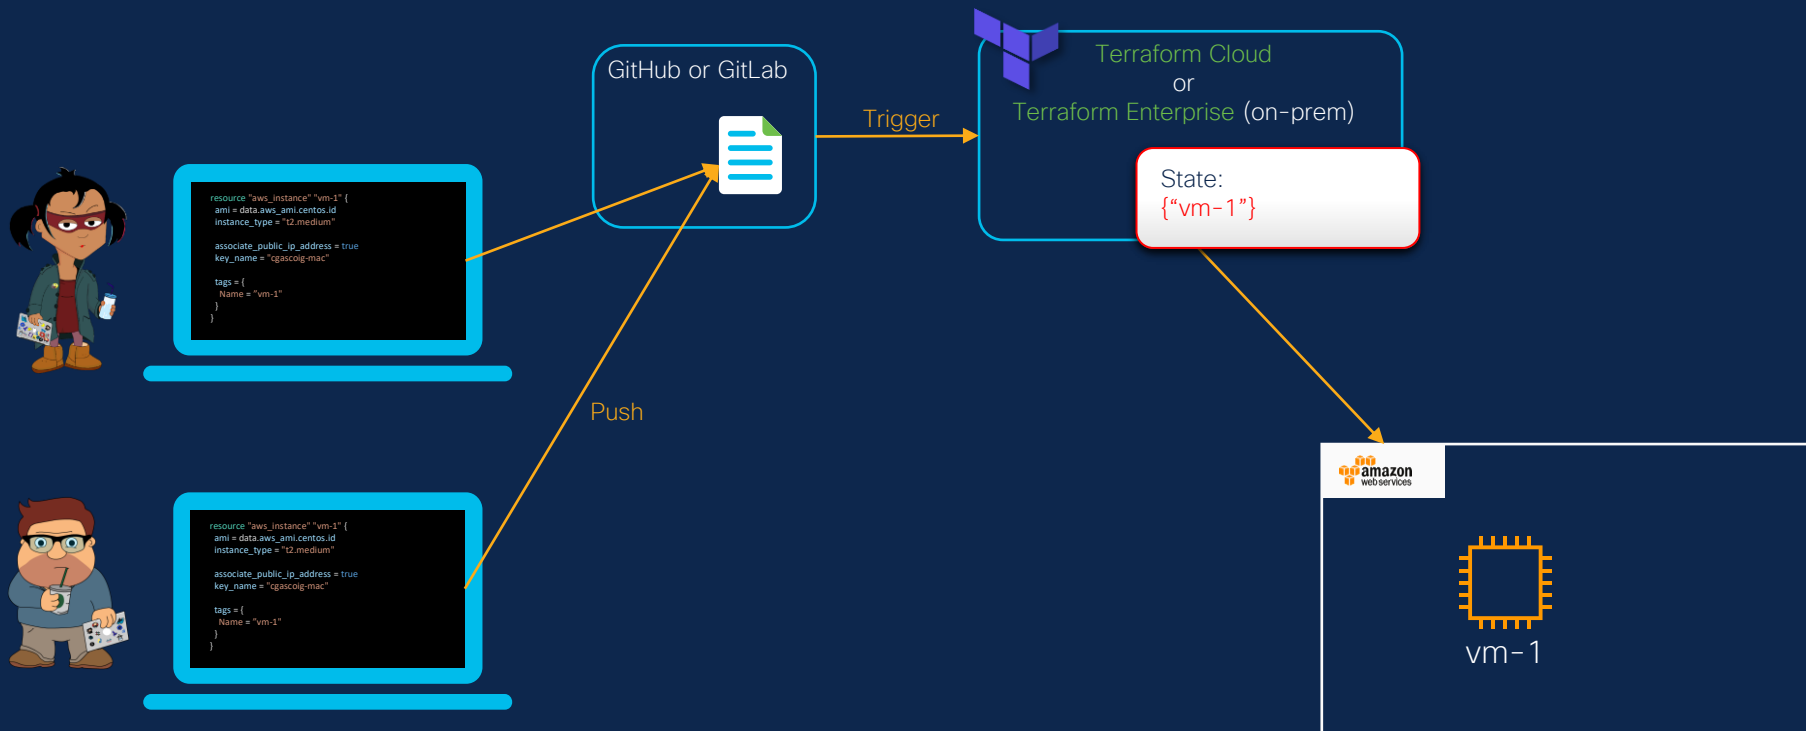 GitHub or GitLab
Terraform Cloud
or
Terraform Enterprise (on-prem)
Trigger
State:
{“vm-1”}
resource "aws_instance" "vm-1" {
ami = data.aws_ami.centos.id
instance_type = "t2.medium"
associate_public_ip_address = true
key_name = "cgascoig-mac"
tags = {
Name = "vm-1"
}
}
Push
amazon
web services
resource "aws_instance" "vm-1" {
ami = data.aws_ami.centos.id
instance_type = "t2.medium"
associate_public_ip_address = true
key_name = "cgascoig-mac"
tags = {
Name = "vm-1"
}
}
vm-1